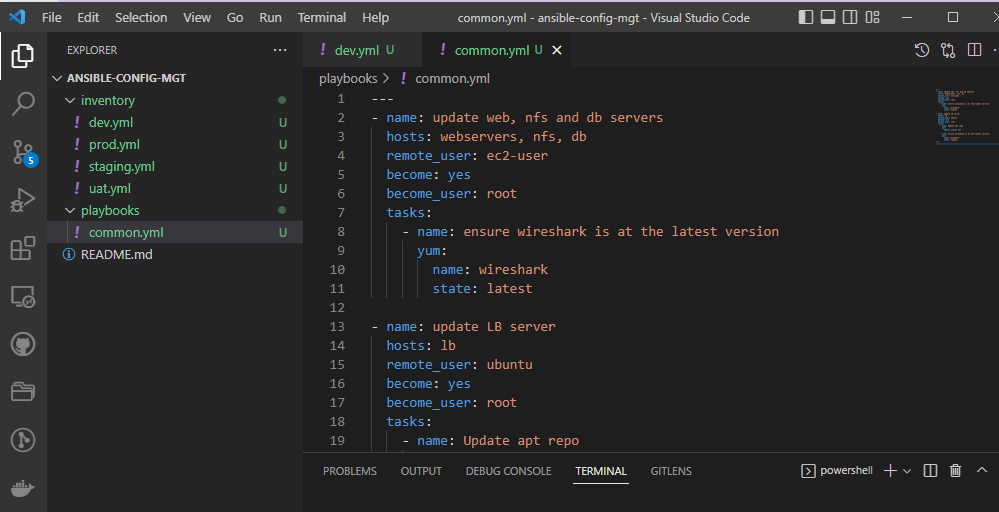 File Edit Selection View Go Run Terminal Help common.yml - ansible-config-mgt - Visual Studio Code
EXPLORER ···
ANSIBLE-CONFIG-MGT
inventory
! dev.yml U
! prod.yml U
! staging.yml U
! uat.yml U
playbooks
! common.yml U
README.md
5
! dev.yml U ! common.yml U
playbooks > ! common.yml
1 ---
2 - name: update web, nfs and db servers
3 hosts: webservers, nfs, db
4 remote_user: ec2-user
5 become: yes
6 become_user: root
7 tasks:
8 - name: ensure wireshark is at the latest version
9 yum:
10 name: wireshark
11 state: latest
12
13 - name: update LB server
14 hosts: lb
15 remote_user: ubuntu
16 become: yes
17 become_user: root
18 tasks:
19 - name: Update apt repo
PROBLEMS OUTPUT DEBUG CONSOLE TERMINAL GITLENS powershell